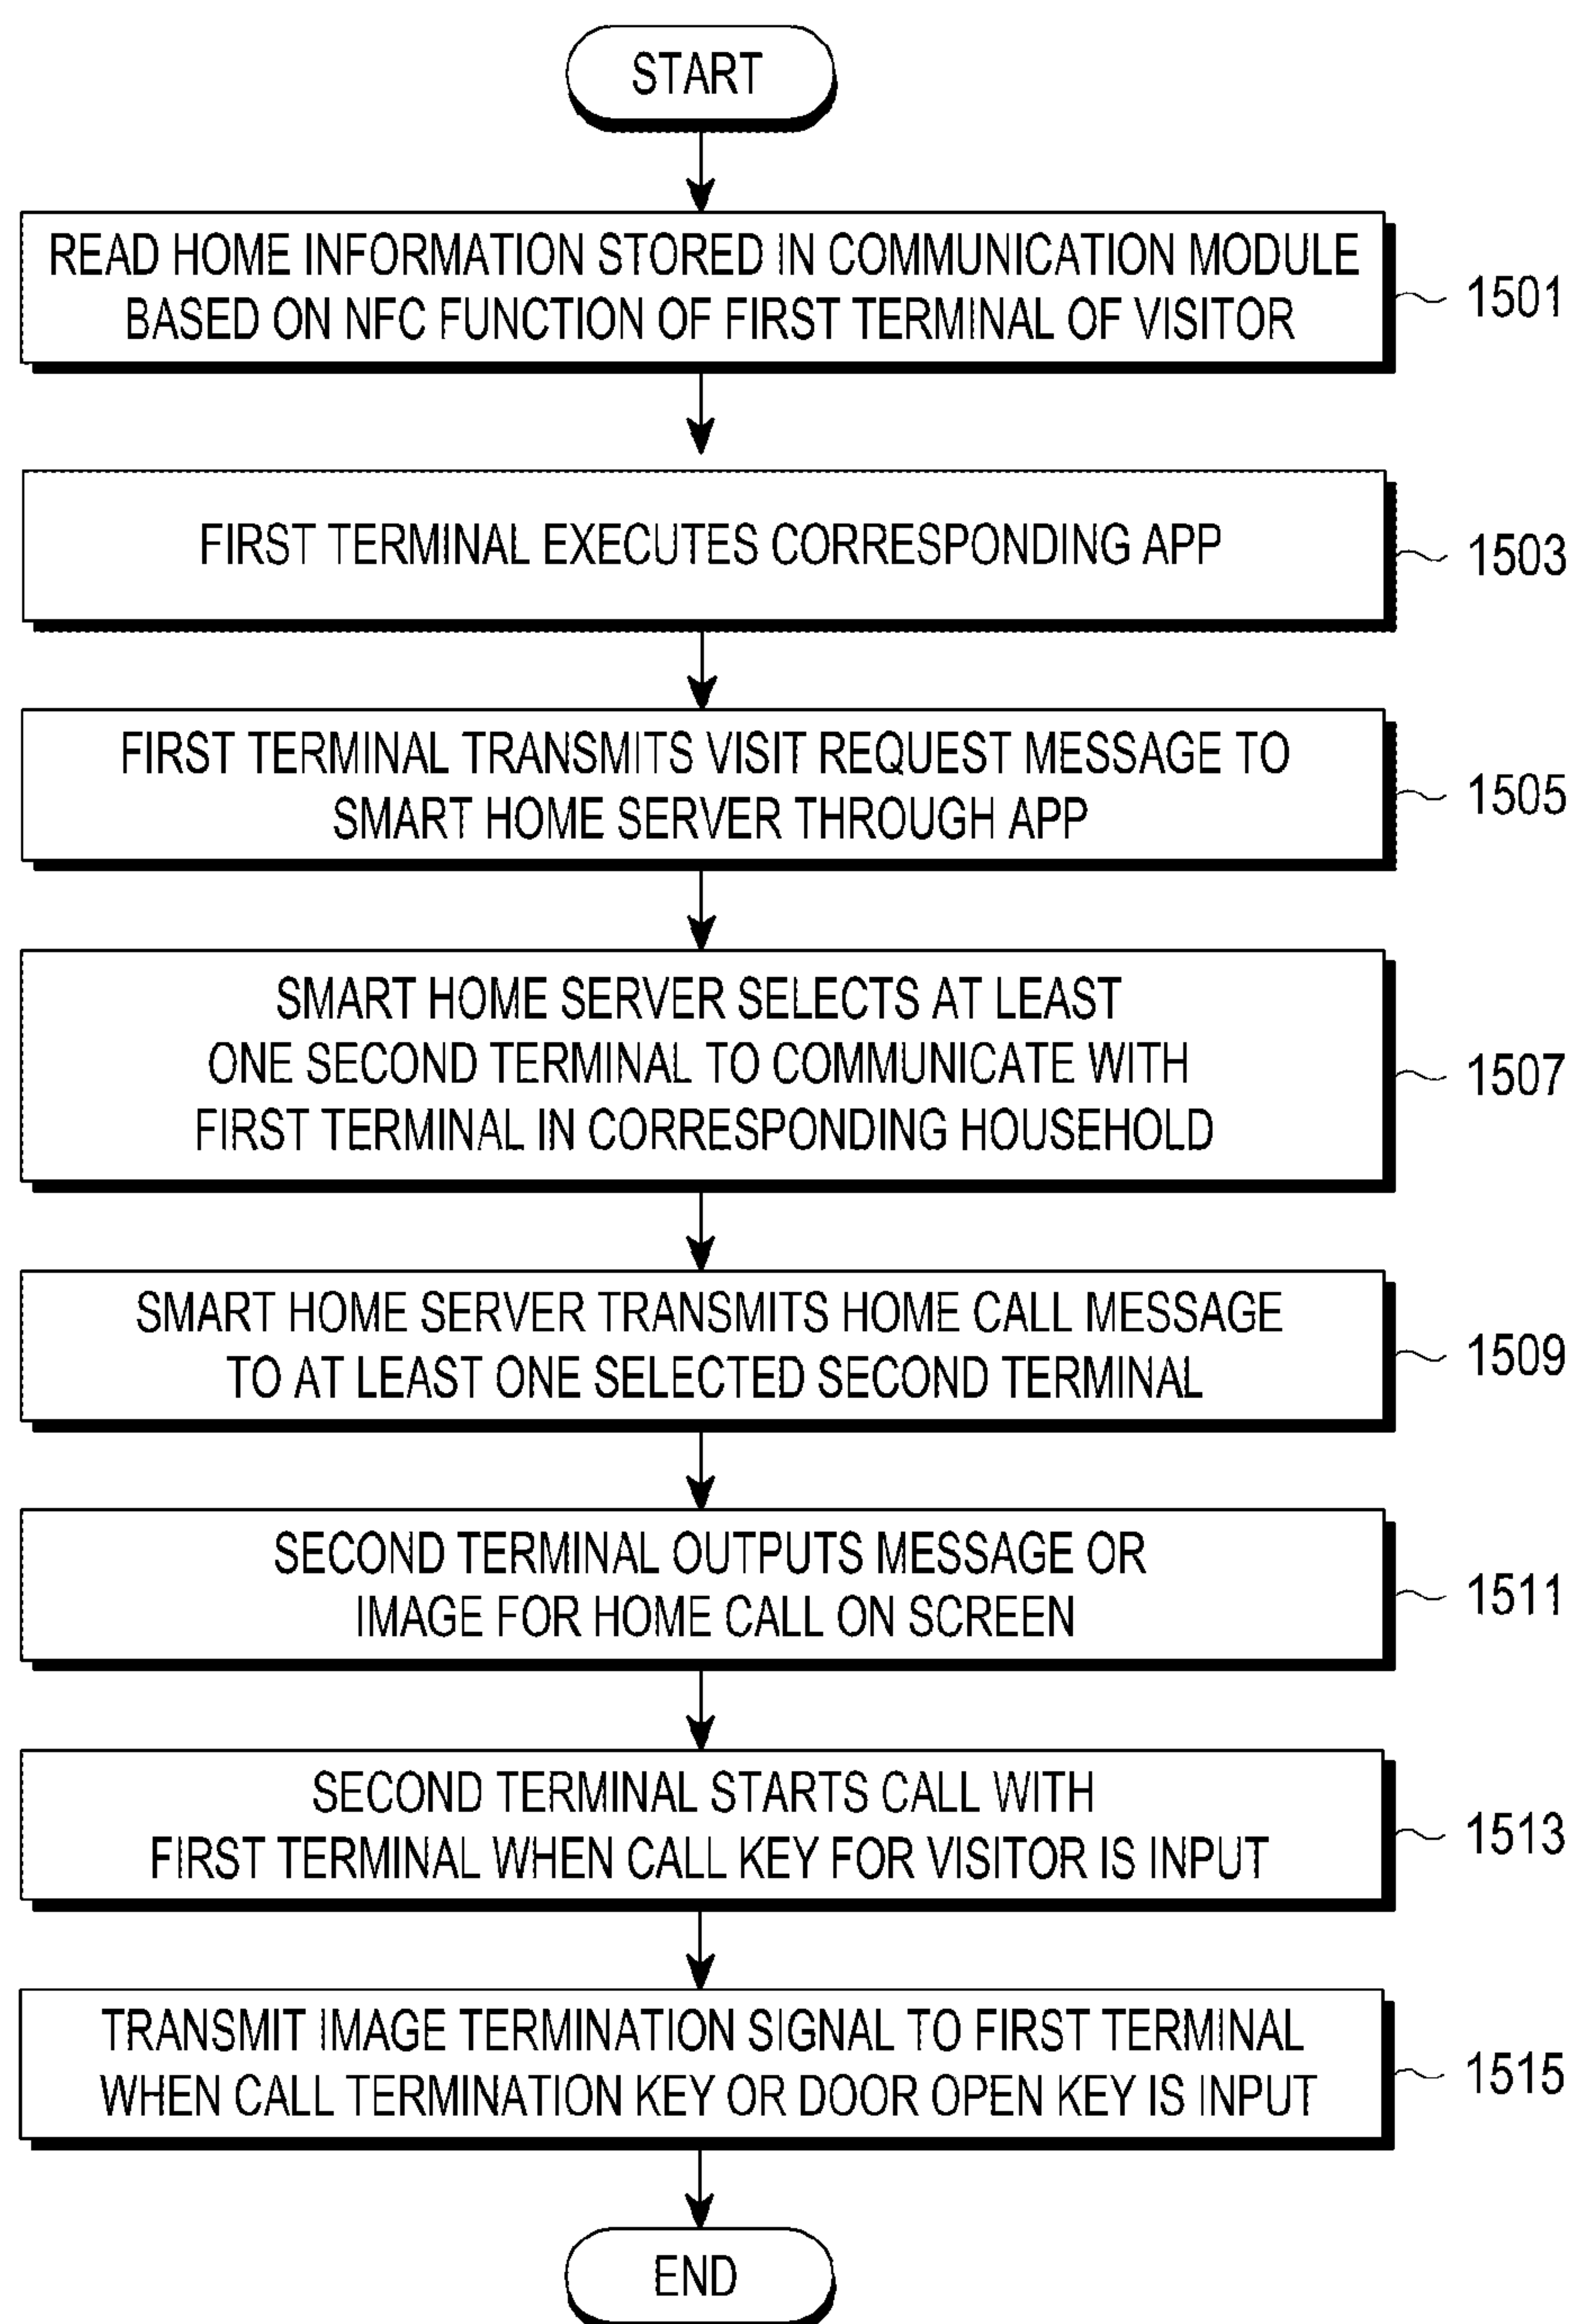 START
READ HOME INFORMATION STORED IN COMMUNICATION MODULE
BASED ON NFC FUNCTION OF FIRST TERMINAL OF VISITOR
1501
FIRST TERMINAL EXECUTES CORRESPONDING APP
1503
FIRST TERMINAL TRANSMITS VISIT REQUEST MESSAGE TO
SMART HOME SERVER THROUGH APP
1505
SMART HOME SERVER SELECTS AT LEAST
ONE SECOND TERMINAL TO COMMUNICATE WITH
FIRST TERMINAL IN CORRESPONDING HOUSEHOLD
1507
SMART HOME SERVER TRANSMITS HOME CALL MESSAGE
TO AT LEAST ONE SELECTED SECOND TERMINAL
1509
SECOND TERMINAL OUTPUTS MESSAGE OR
IMAGE FOR HOME CALL ON SCREEN
1511
SECOND TERMINAL STARTS CALL WITH
FIRST TERMINAL WHEN CALL KEY FOR VISITOR IS INPUT
1513
TRANSMIT IMAGE TERMINATION SIGNAL TO FIRST TERMINAL
WHEN CALL TERMINATION KEY OR DOOR OPEN KEY IS INPUT
1515
END